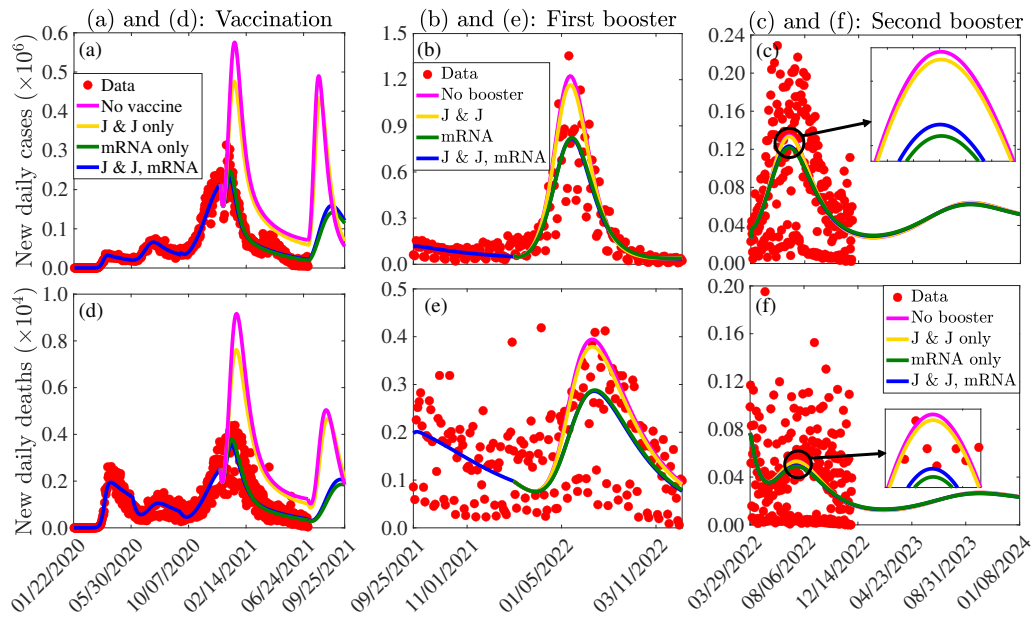 (a) and (d): Vaccination
(b) and (e): First booster
(c) and (f): Second booster
New daily cases (×10⁶)
(a)
0.6
0.5
0.4
0.3
0.2
0.1
0.0
Data
No vaccine
J & J only
mRNA only
J & J, mRNA
(b)
1.5
1.2
0.9
0.6
0.3
0.0
Data
No booster
J & J
mRNA
J & J, mRNA
(c)
0.24
0.20
0.16
0.12
0.08
0.04
0.00
New daily deaths (×10⁴)
(d)
1.0
0.8
0.6
0.4
0.2
0.0
01/22/2020
05/30/2020
10/07/2020
02/14/2021
06/24/2021
09/25/2021
(e)
0.5
0.4
0.3
0.2
0.1
0.0
09/25/2021
11/01/2021
01/05/2022
03/11/2022
(f)
0.20
0.16
0.12
0.08
0.04
0.00
Data
No booster
J & J only
mRNA only
J & J, mRNA
03/29/2022
08/06/2022
12/14/2022
04/23/2023
08/31/2023
01/08/2024